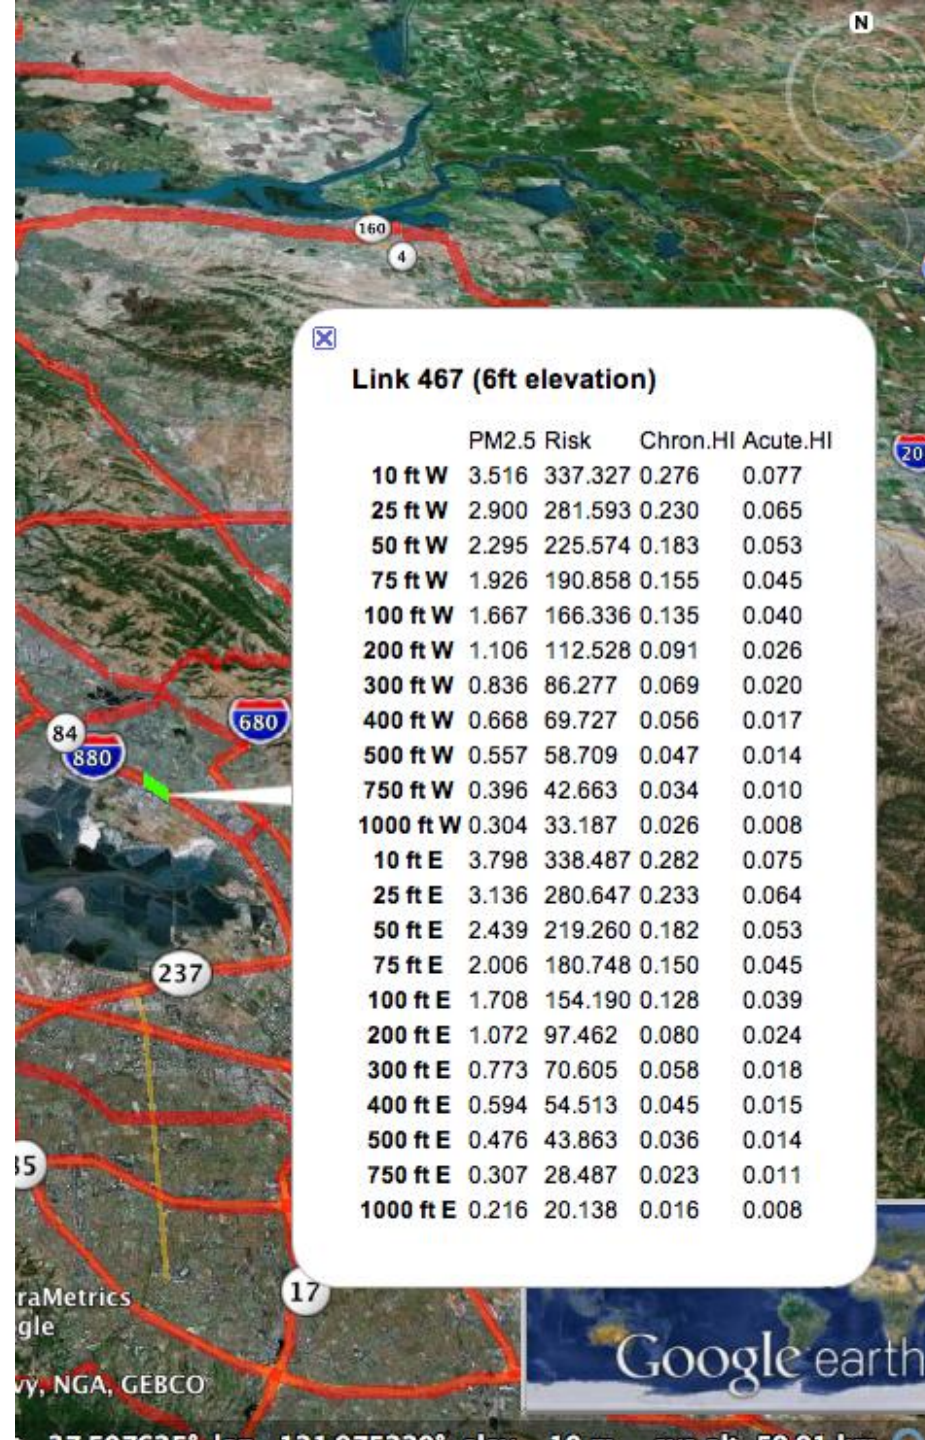 N
160
4
Link 467 (6ft elevation)
PM2.5 Risk Chron.HI Acute.HI
10 ft W 3.516 337.327 0.276 0.077
20
25 ft W 2.900 281.593 0.230 0.065
50 ft W 2.295 225.574 0.183 0.053
75 ft W 1.926 190.858 0.155 0.045
100 ft W 1.667 166.336 0.135 0.040
200 ft W 1.106 112.528 0.091 0.026
300 ft W 0.836 86.277 0.069 0.020
400 ft W 0.668 69.727 0.056 0.017
500 ft W 0.557 58.709 0.047 0.014
750 ft W 0.396 42.663 0.034 0.010
1000 ft W 0.304 33.187 0.026 0.008
10 ft E 3.798 338.487 0.282 0.075
25 ft E 3.136 280.647 0.233 0.064
50 ft E 2.439 219.260 0.182 0.053
75 ft E 2.006 180.748 0.150 0.045
100 ft E 1.708 154.190 0.128 0.039
200 ft E 1.072 97.462 0.080 0.024
300 ft E 0.773 70.605 0.058 0.018
400 ft E 0.594 54.513 0.045 0.015
500 ft E 0.476 43.863 0.036 0.014
750 ft E 0.307 28.487 0.023 0.011
1000 ft E 0.216 20.138 0.016 0.008
680
84
880
237
35
17
raMetrics
gle
vy, NGA, GEBCO
Google earth